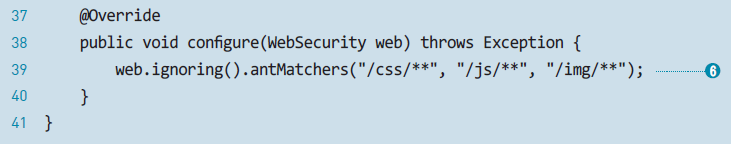 37 @Override
38 public void configure(WebSecurity web) throws Exception {
39 web.ignoring().antMatchers("/css/**", "/js/**", "/img/**"); ❻
40 }
41 }